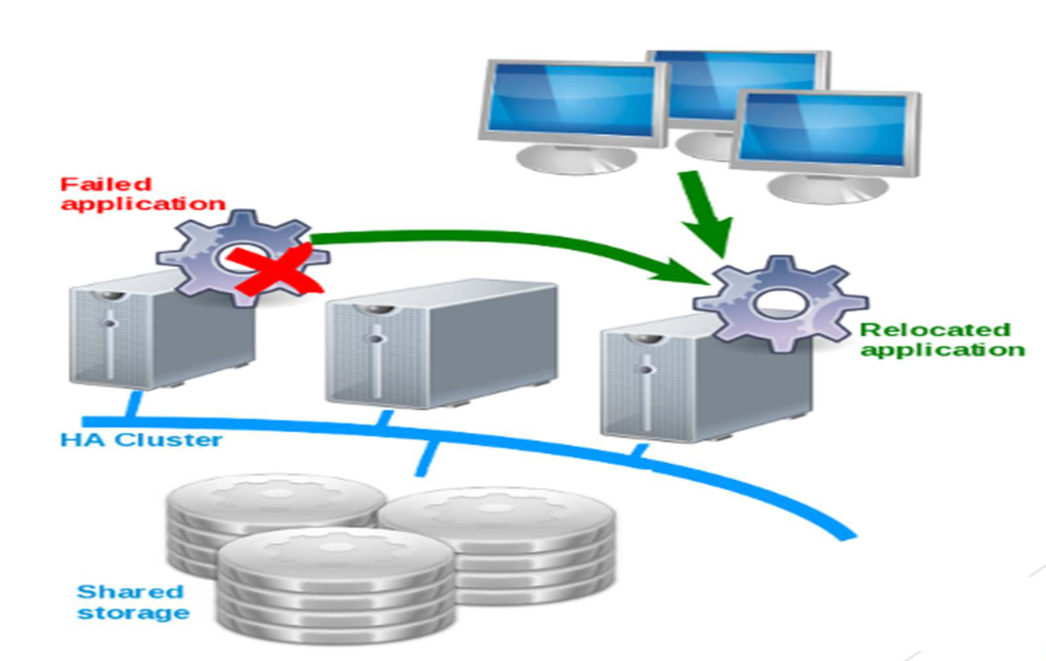 Failed
application
Relocated
application
HA Cluster
Shared
storage